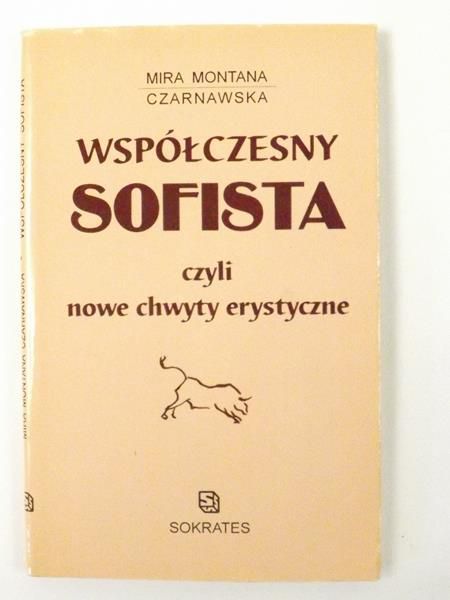 MIRA MONTANA
CZARNAWSKA
WSPÓŁCZESNY
SOFISTA
czyli
nowe chwyty erystyczne
SOKRATES
MIRA MONTANA CZARNAWSKA • WSPÓŁCZESNY SOFISTA